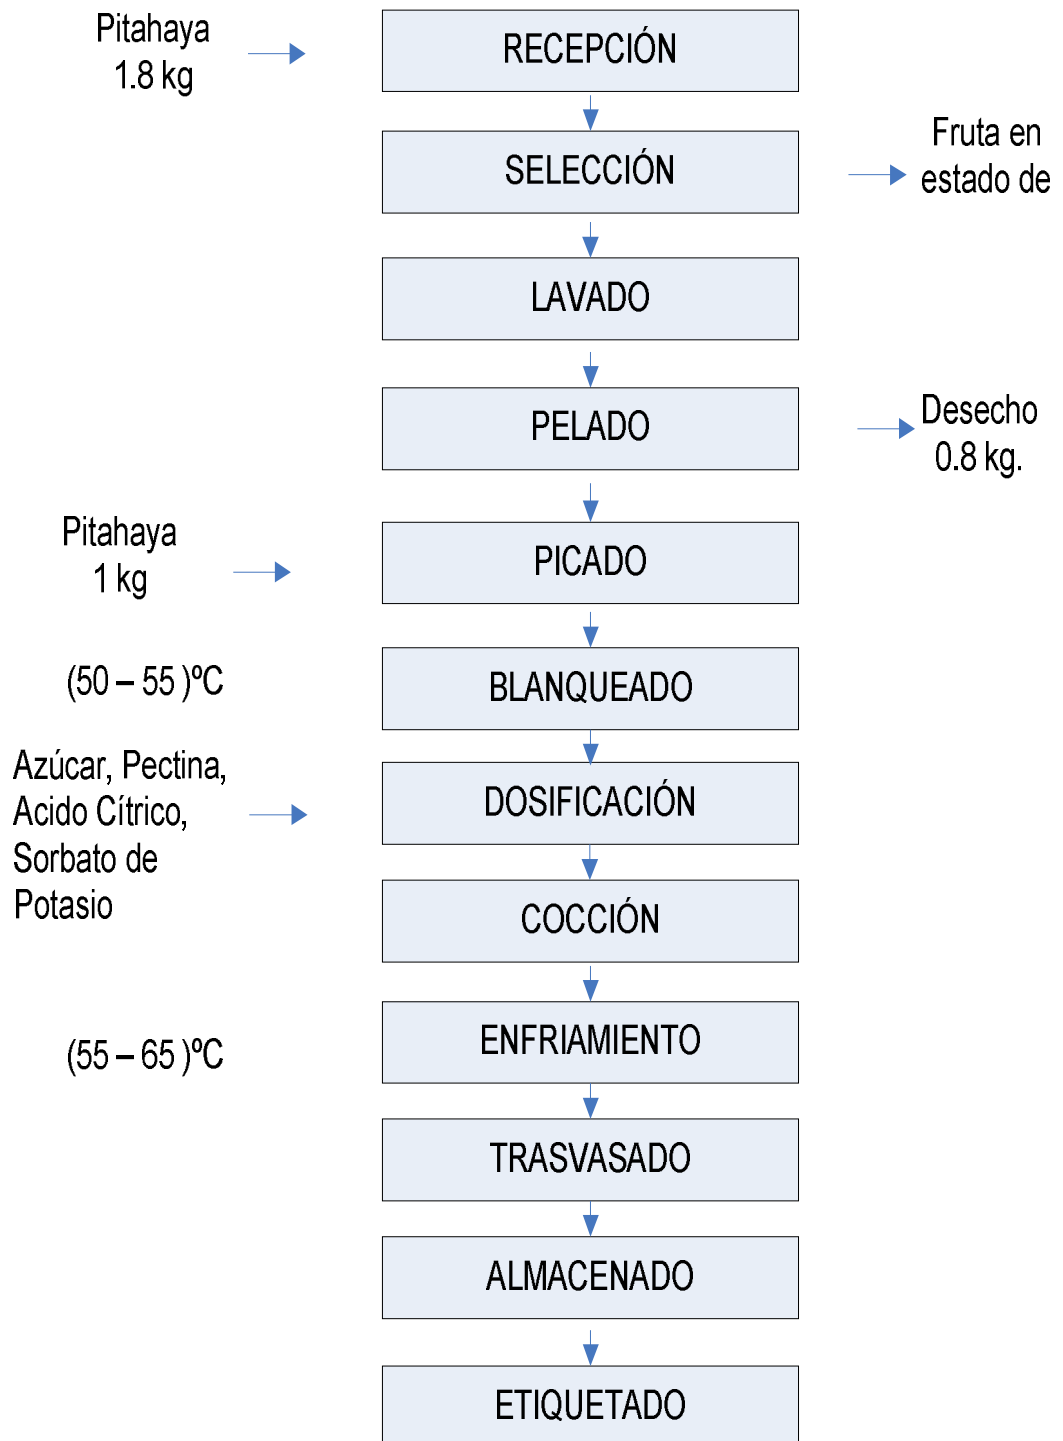 Pitahaya
1.8 kg
RECEPCIÓN
SELECCIÓN
Fruta en
estado de
LAVADO
PELADO
Desecho
0.8 kg.
Pitahaya
1 kg
PICADO
(50 – 55 )ºC
BLANQUEADO
Azúcar, Pectina,
Acido Cítrico,
Sorbato de
Potasio
DOSIFICACIÓN
COCCIÓN
ENFRIAMIENTO
(55 – 65 )ºC
TRASVASADO
ALMACENADO
ETIQUETADO